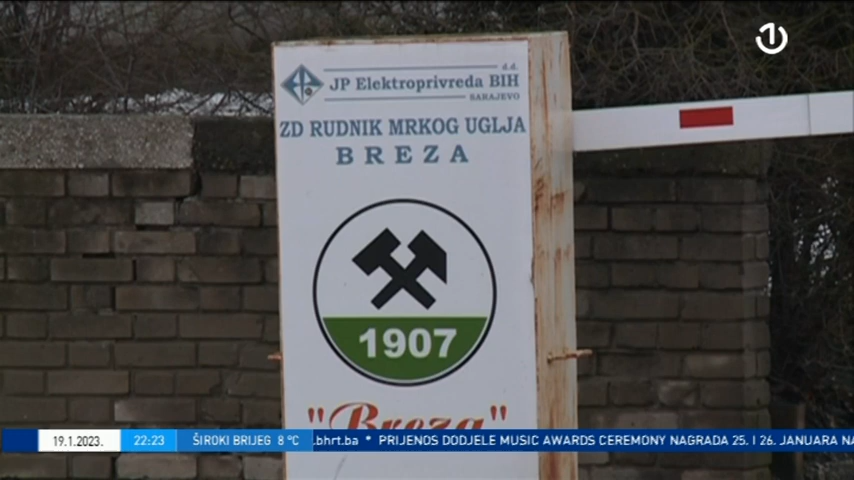 d.d.
JP Elektroprivreda BIH
SARAJEVO
ZD RUDNIK MRKOG UGLJA
BREZA
1907
"Breza"
19.1.2023.
22:23
ŠIROKI BRIJEG 8 °C
.bhrt.ba * PRIJENOS DODJELE MUSIC AWARDS CEREMONY NAGRADA 25. I 26. JANUARA NA